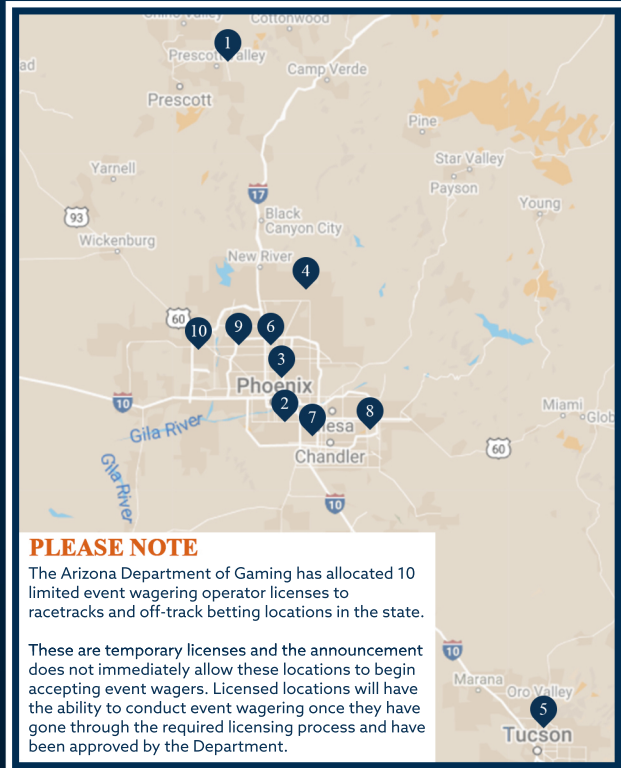 Cottonwood
1
Prescott Valley
ad
Camp Verde
Prescott
Pine
Star Valley
Payson
Yarnell
17
Young
93
Black
Canyon City
Wickenburg
New River
4
60
10
9
6
3
Phoenix
10
2
7
esa
8
Miami
Glob
Gila River
60
Chandler
Gila River
10
PLEASE NOTE
The Arizona Department of Gaming has allocated 10
limited event wagering operator licenses to
racetracks and off-track betting locations in the state.
These are temporary licenses and the announcement
does not immediately allow these locations to begin
accepting event wagers. Licensed locations will have
the ability to conduct event wagering once they have
gone through the required licensing process and have
been approved by the Department.
10
Marana
Oro Valley
5
Tucson